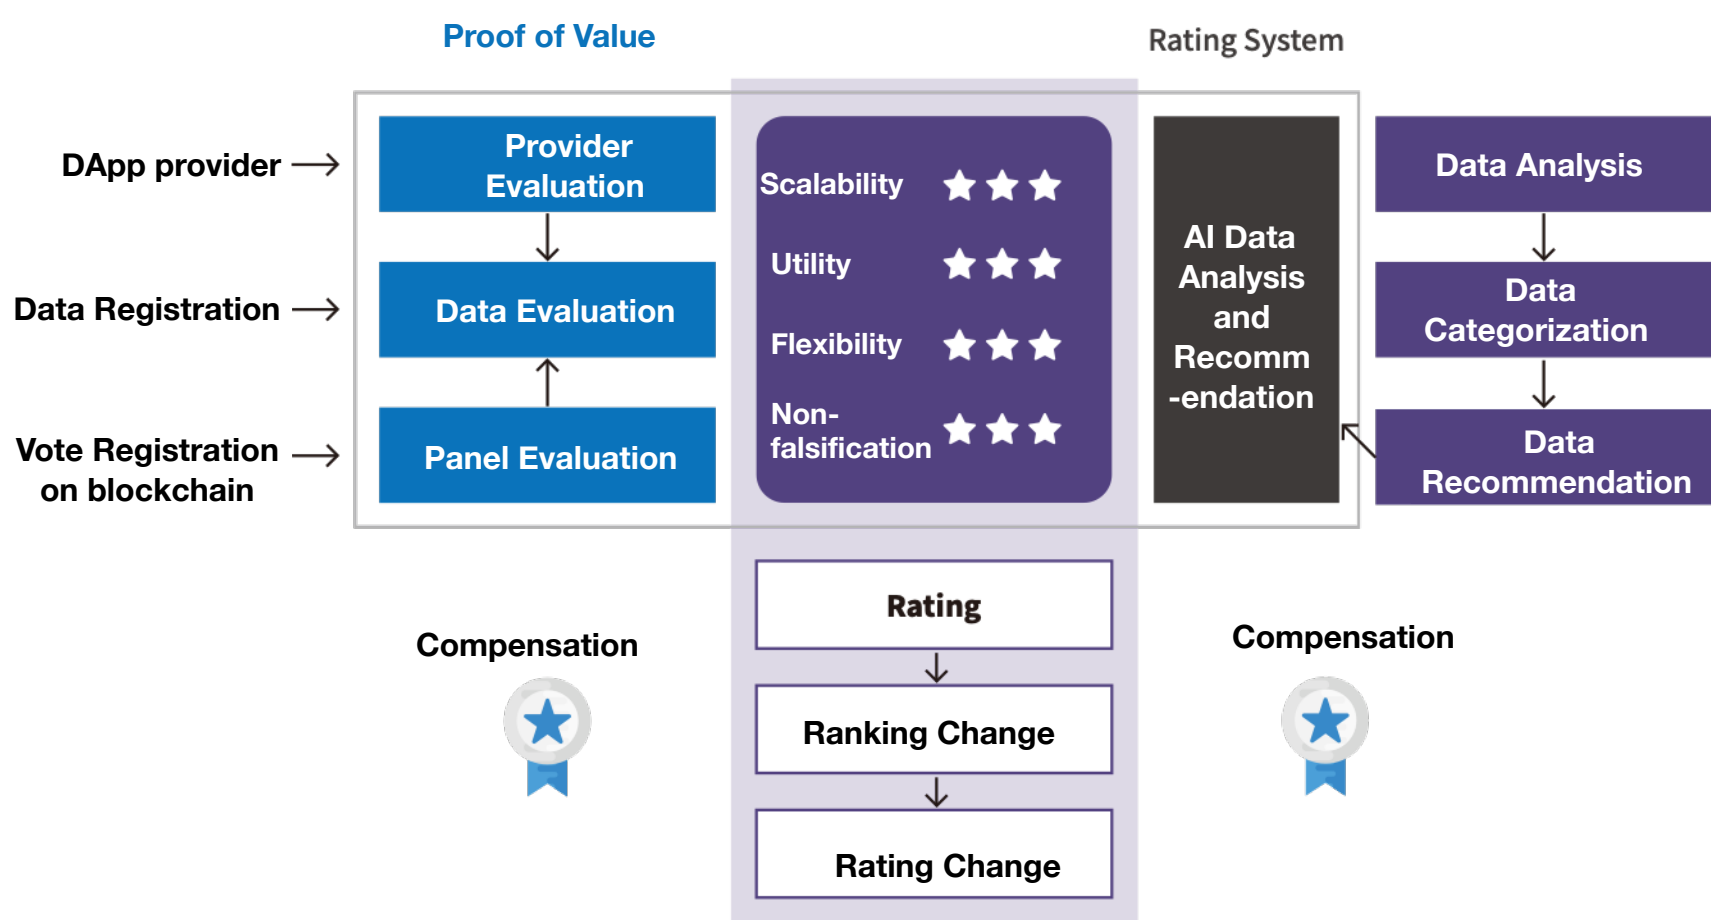 Proof of Value
Rating System
DApp provider
Data Registration
Vote Registration
on blockchain
Provider
Evaluation
Data Evaluation
Panel Evaluation
Scalability
Utility
Flexibility
Non-
falsification
AI Data
Analysis
and
Recomm
-endation
Data Analysis
Data
Categorization
Data
Recommendation
Compensation
Rating
Ranking Change
Rating Change
Compensation